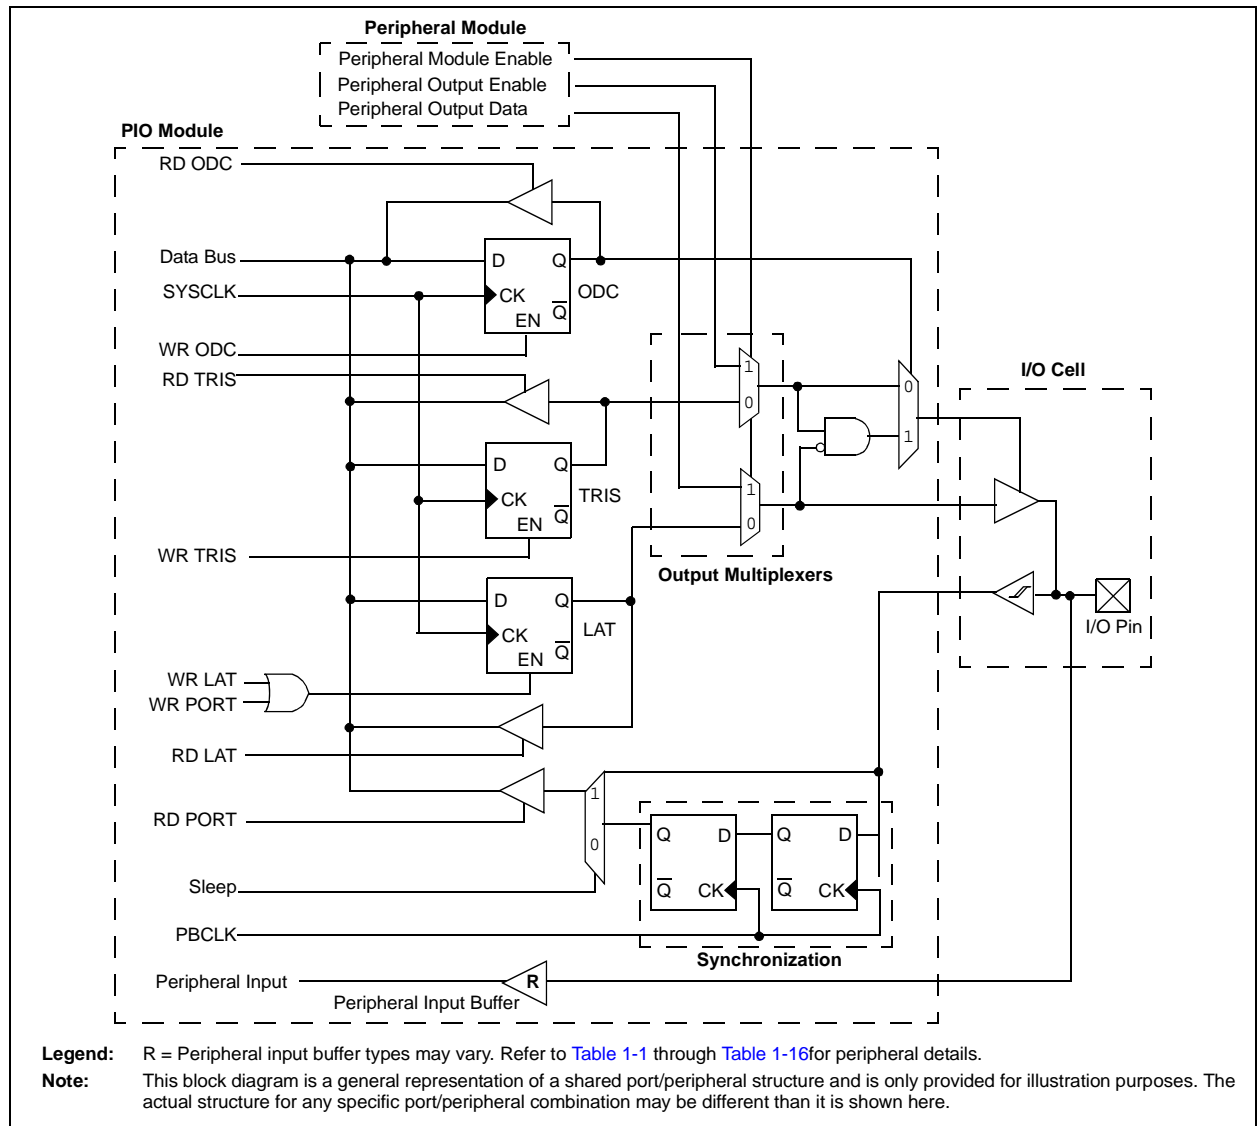 Peripheral Module
Peripheral Module Enable
Peripheral Output Enable
Peripheral Output Data
PIO Module
RD ODC
Data Bus
D Q
SYSCLK
CK
ODC
EN Q
WR ODC
RD TRIS
1
0
I/O Cell
0
1
D Q
CK
TRIS
EN Q
1
0
WR TRIS
Output Multiplexers
D Q
CK
LAT
EN Q
I/O Pin
WR LAT
WR PORT
RD LAT
RD PORT
1
0
Q D
Q CK
Q D
Q CK
Sleep
PBCLK
Synchronization
Peripheral Input
R
Peripheral Input Buffer
Legend: R = Peripheral input buffer types may vary. Refer to Table 1-1 through Table 1-16for peripheral details.
Note: This block diagram is a general representation of a shared port/peripheral structure and is only provided for illustration purposes. The
actual structure for any specific port/peripheral combination may be different than it is shown here.